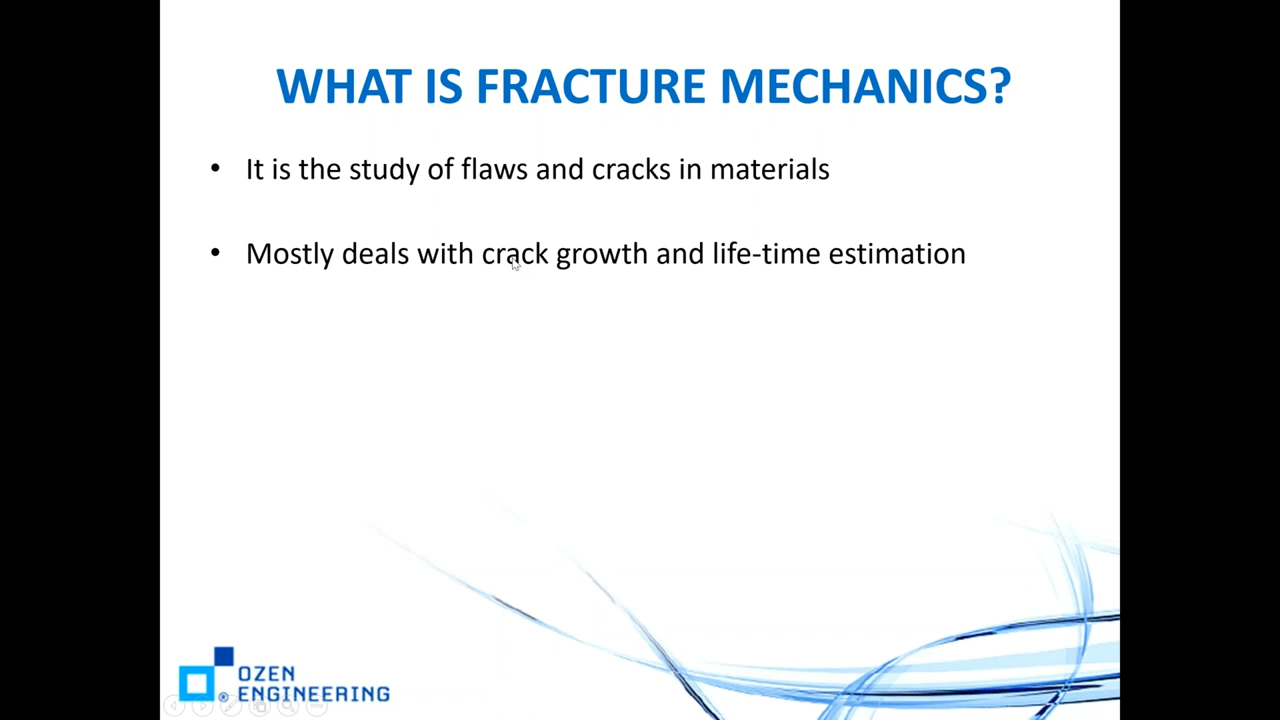 WHAT IS FRACTURE MECHANICS?
• It is the study of flaws and cracks in materials
• Mostly deals with crack growth and life-time estimation
OZEN
ENGINEERING